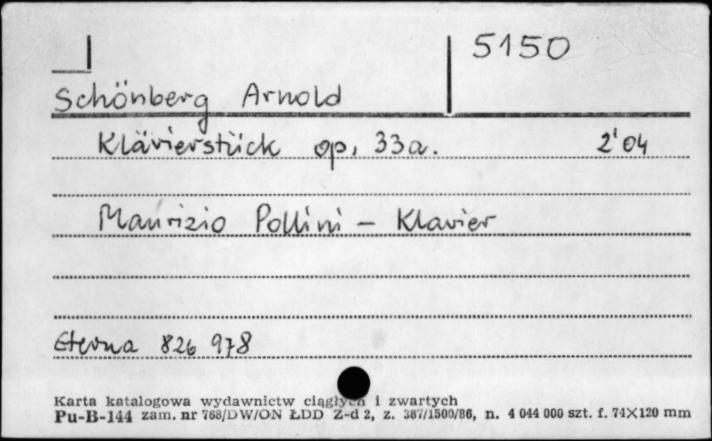 5150
Schönberg Arnold
Klävierstück op. 33a. 2'04
Maurizio Pollini – Klavier
Eterna 826 978
Karta katalogowa wydawnictw ciągłych i zwartych
Pu-B-144 zam. nr 768/DW/ON ŁDD Z-d 2, z. 387/1500/86, n. 4 044 000 szt. f. 74X120 mm